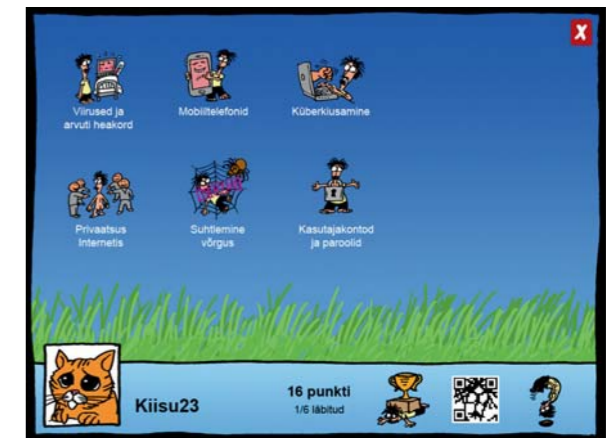 X
Viirused ja
arvuti heakord
Mobiiltelefonid
Küberkiusamine
Privaatsus
Internetis
Suhtlemine
võrgus
Kasutajakontod
ja paroolid
Kiisu23
16 punkti
1/6 läbitud